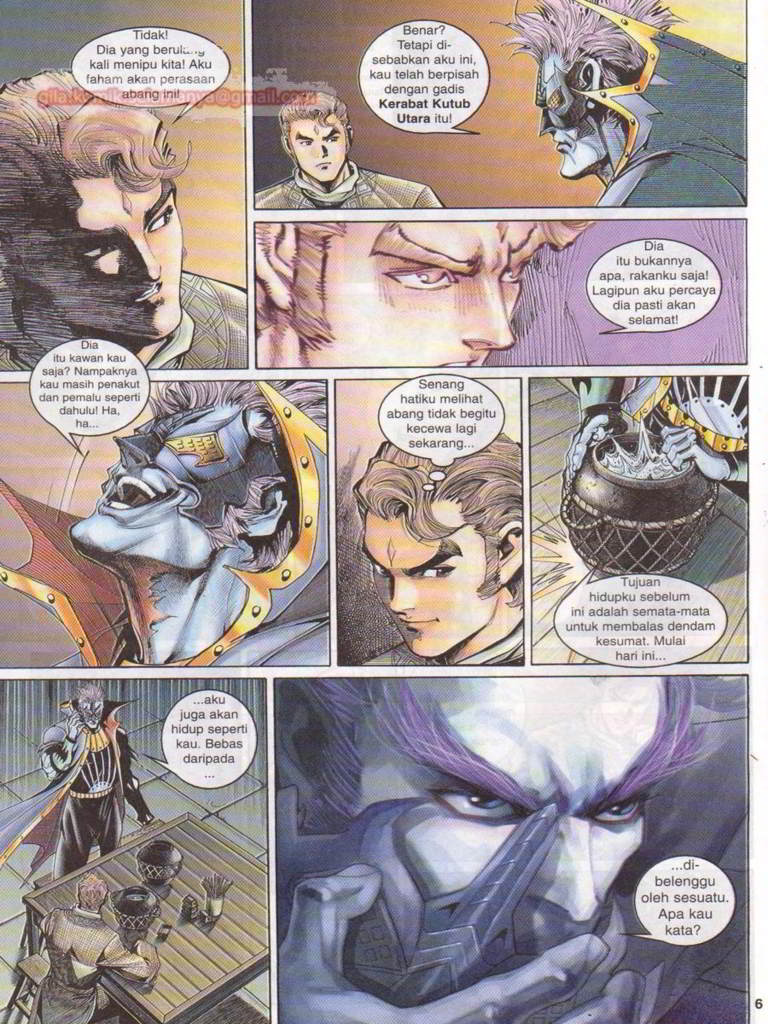 Tidak!
Dia yang berulang
kali menipu kita! Aku
faham akan perasaan
abang ini!
Benar?
Tetapi di-
sebabkan aku ini,
kau telah berpisah
dengan gadis
Kerabat Kutub
Utara itu!
Dia
itu bukannya
apa, rakanku saja!
Lagipun aku percaya
dia pasti akan
selamat!
Dia
itu kawan kau
saja? Nampaknya
kau masih penakut
dan pemalu seperti
dahulu! Ha,
ha...
Senang
hatiku melihat
abang tidak begitu
kecewa lagi
sekarang...
Tujuan
hidupku sebelum
ini adalah semata-mata
untuk membalas dendam
kesumat. Mulai
hari ini...
...aku
juga akan
hidup seperti
kau. Bebas
daripada
...
...di-
belenggu
oleh sesuatu.
Apa kau
kata?
6